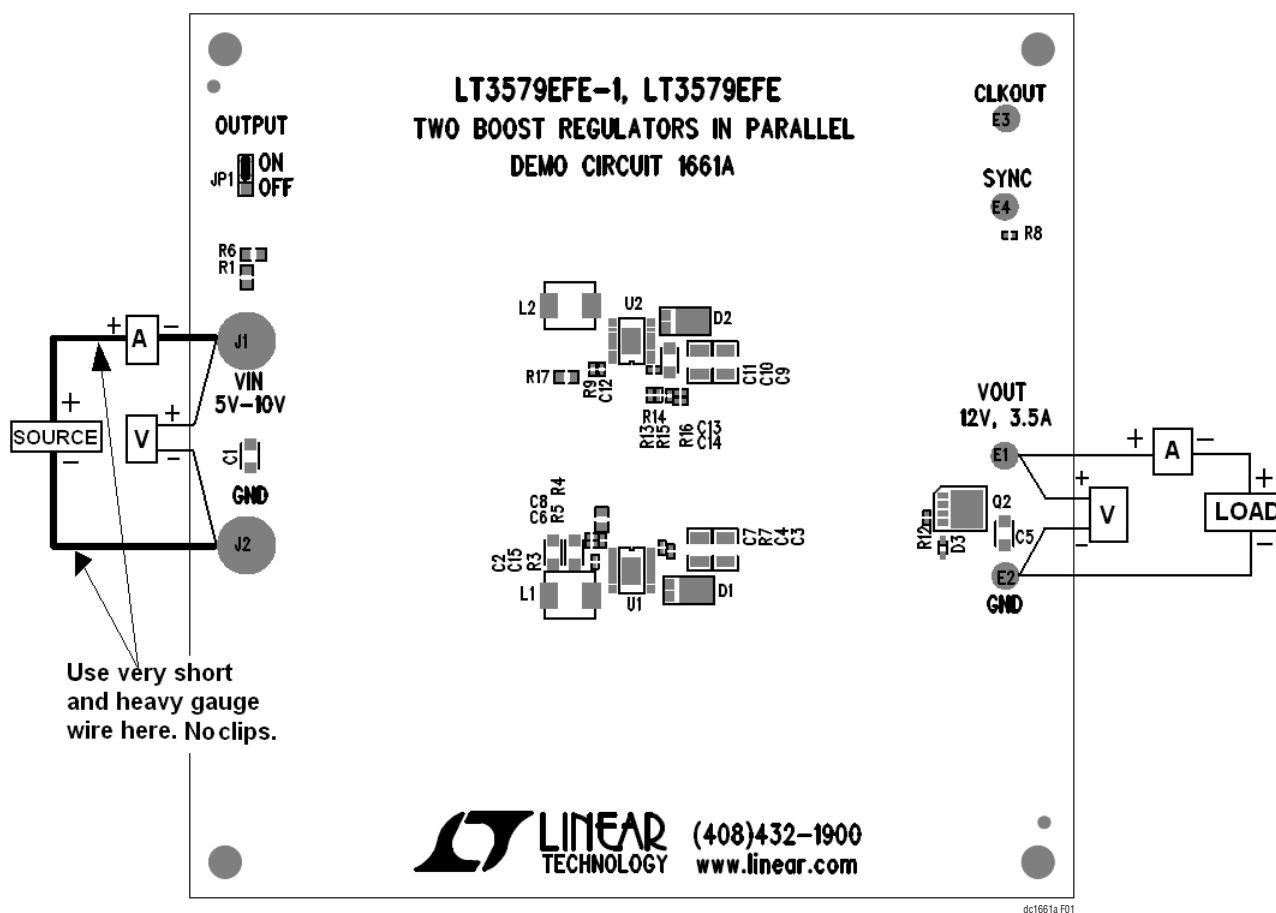 LT3579EFE-1, LT3579EFE
TWO BOOST REGULATORS IN PARALLEL
DEMO CIRCUIT 1661A
OUTPUT
JP1
ON
OFF
CLKOUT
E3
SYNC
E4
R8
R6
R1
+ A -
J1
VIN
5V-10V
+
SOURCE
-
+
V
-
C1
GND
J2
L2
U2
D2
R17
R9
C12
C11
C10
C9
R14
R13
R15
R16
C13
C14
VOUT
12V, 3.5A
E1
+ A -
+
V
-
+
LOAD
-
Q2
R12
D3
C5
E2
GND
C8
C6
R4
R5
C2
C15
R3
L1
U1
D1
C7
R7
C4
C3
Use very short
and heavy gauge
wire here. No clips.
LT LINEAR
TECHNOLOGY
(408)432-1900
www.linear.com
dc1661a F01